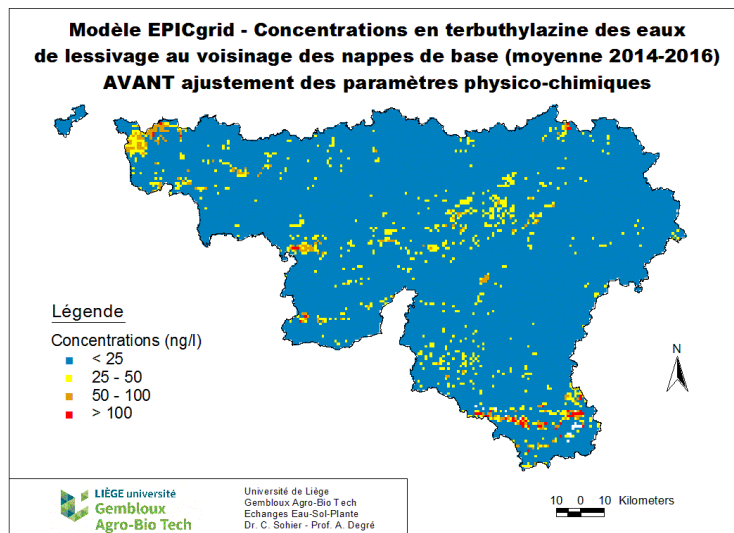 Modèle EPICgrid - Concentrations en terbuthylazine des eaux
de lessivage au voisinage des nappes de base (moyenne 2014-2016)
AVANT ajustement des paramètres physico-chimiques
Légende
Concentrations (ng/l)
< 25
25 - 50
50 - 100
> 100
N
10 0 10 Kilometers
LIÈGE université
Gembloux
Agro-Bio Tech
Université de Liège
Gembloux Agro-Bio Tech
Echanges Eau-Sol-Plante
Dr. C. Sohier - Prof. A. Degré